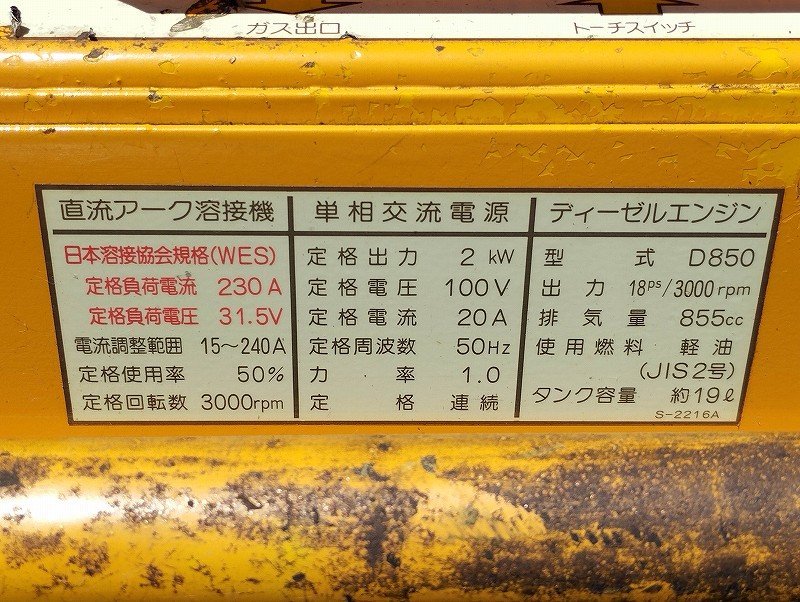 ガス出口
トーチスイッチ
直流アーク溶接機
日本溶接協会規格(WES)
定格負荷電流 230A
定格負荷電圧 31.5V
電流調整範囲 15〜240A
定格使用率 50%
定格回転数 3000rpm
単相交流電源
定格出力 2kW
定格電圧 100V
定格電流 20A
定格周波数 50Hz
力率 1.0
定格 連続
ディーゼルエンジン
型式 D850
出力 18ps/3000rpm
排気量 855cc
使用燃料 軽油
(JIS2号)
タンク容量 約19ℓ
S-2216A